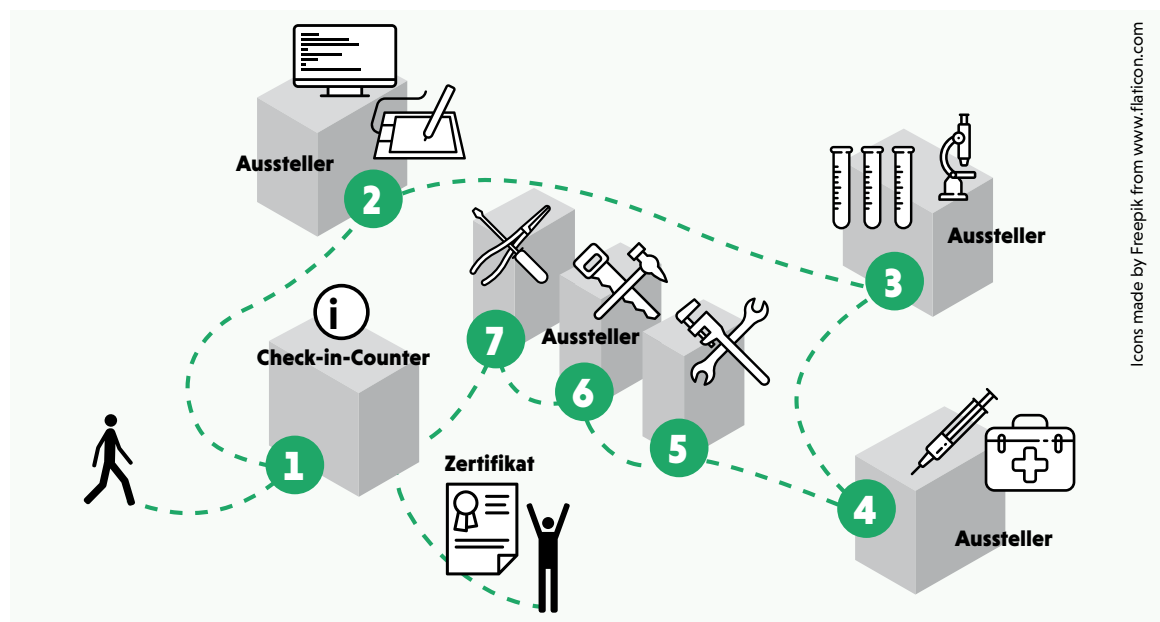 Aussteller
2
3
Aussteller
i
Check-in-Counter
7
Aussteller
6
1
5
Zertifikat
4
Aussteller
Icons made by Freepik from www.flaticon.com